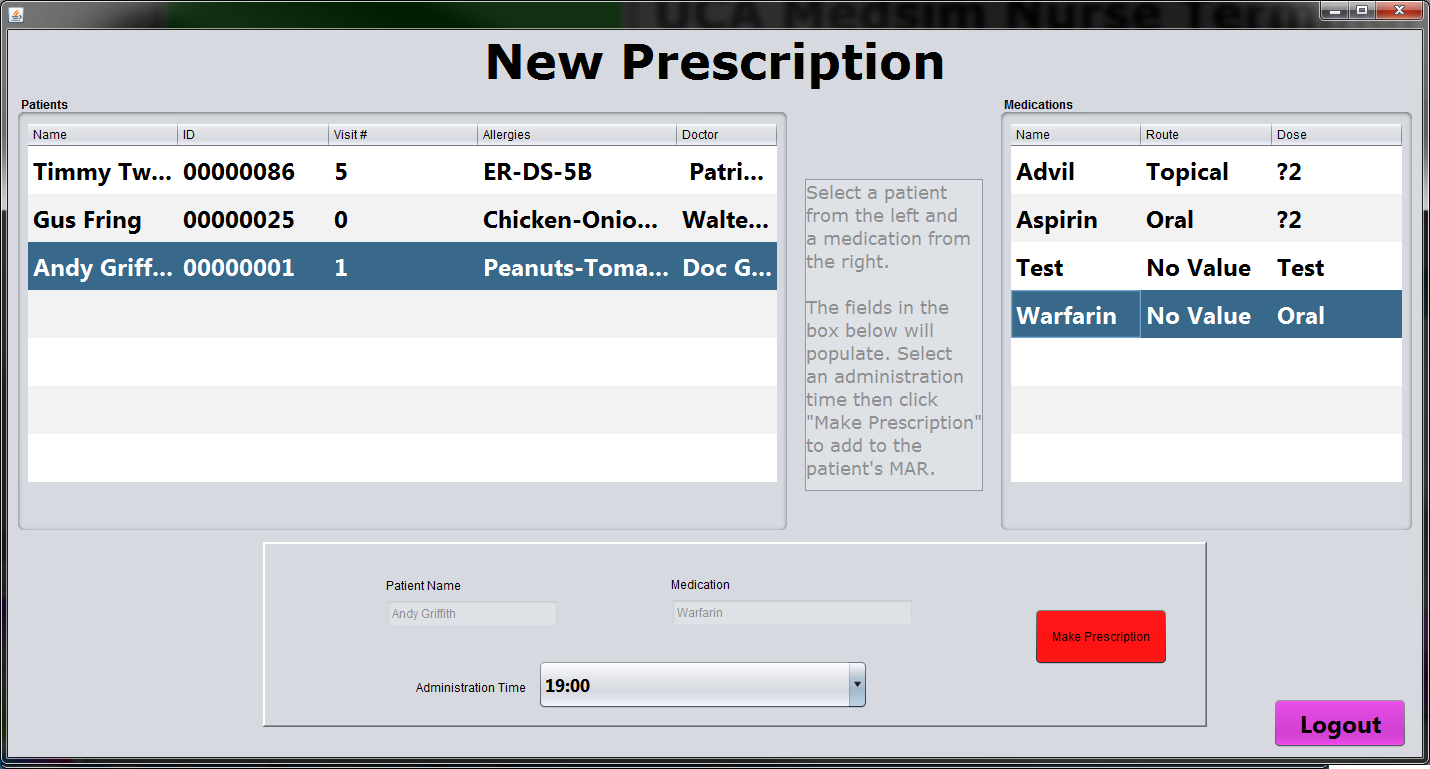 UCA Medsim Nurse Term
New Prescription
Patients
Name ID Visit # Allergies Doctor
Timmy Tw... 00000086 5 ER-DS-5B Patri...
Gus Fring 00000025 0 Chicken-Onio... Walte...
Andy Griff... 00000001 1 Peanuts-Toma... Doc G...
Select a patient
from the left and
a medication from
the right.
The fields in the
box below will
populate. Select
an administration
time then click
"Make Prescription"
to add to the
patient's MAR.
Medications
Name Route Dose
Advil Topical ?2
Aspirin Oral ?2
Test No Value Test
Warfarin No Value Oral
Patient Name
Andy Griffith
Medication
Warfarin
Make Prescription
Administration Time 19:00
Logout